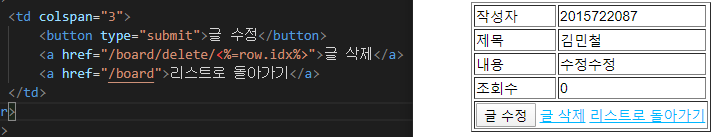 <td colspan="3">
<button type="submit">글 수정</button>
<a href="/board/delete/<%=row.idx%>">글 삭제</a>
<a href="/board">리스트로 돌아가기</a>
</td>
r>
>
작성자 2015722087
제목 김민철
내용 수정수정
조회수 0
글 수정 글 삭제 리스트로 돌아가기